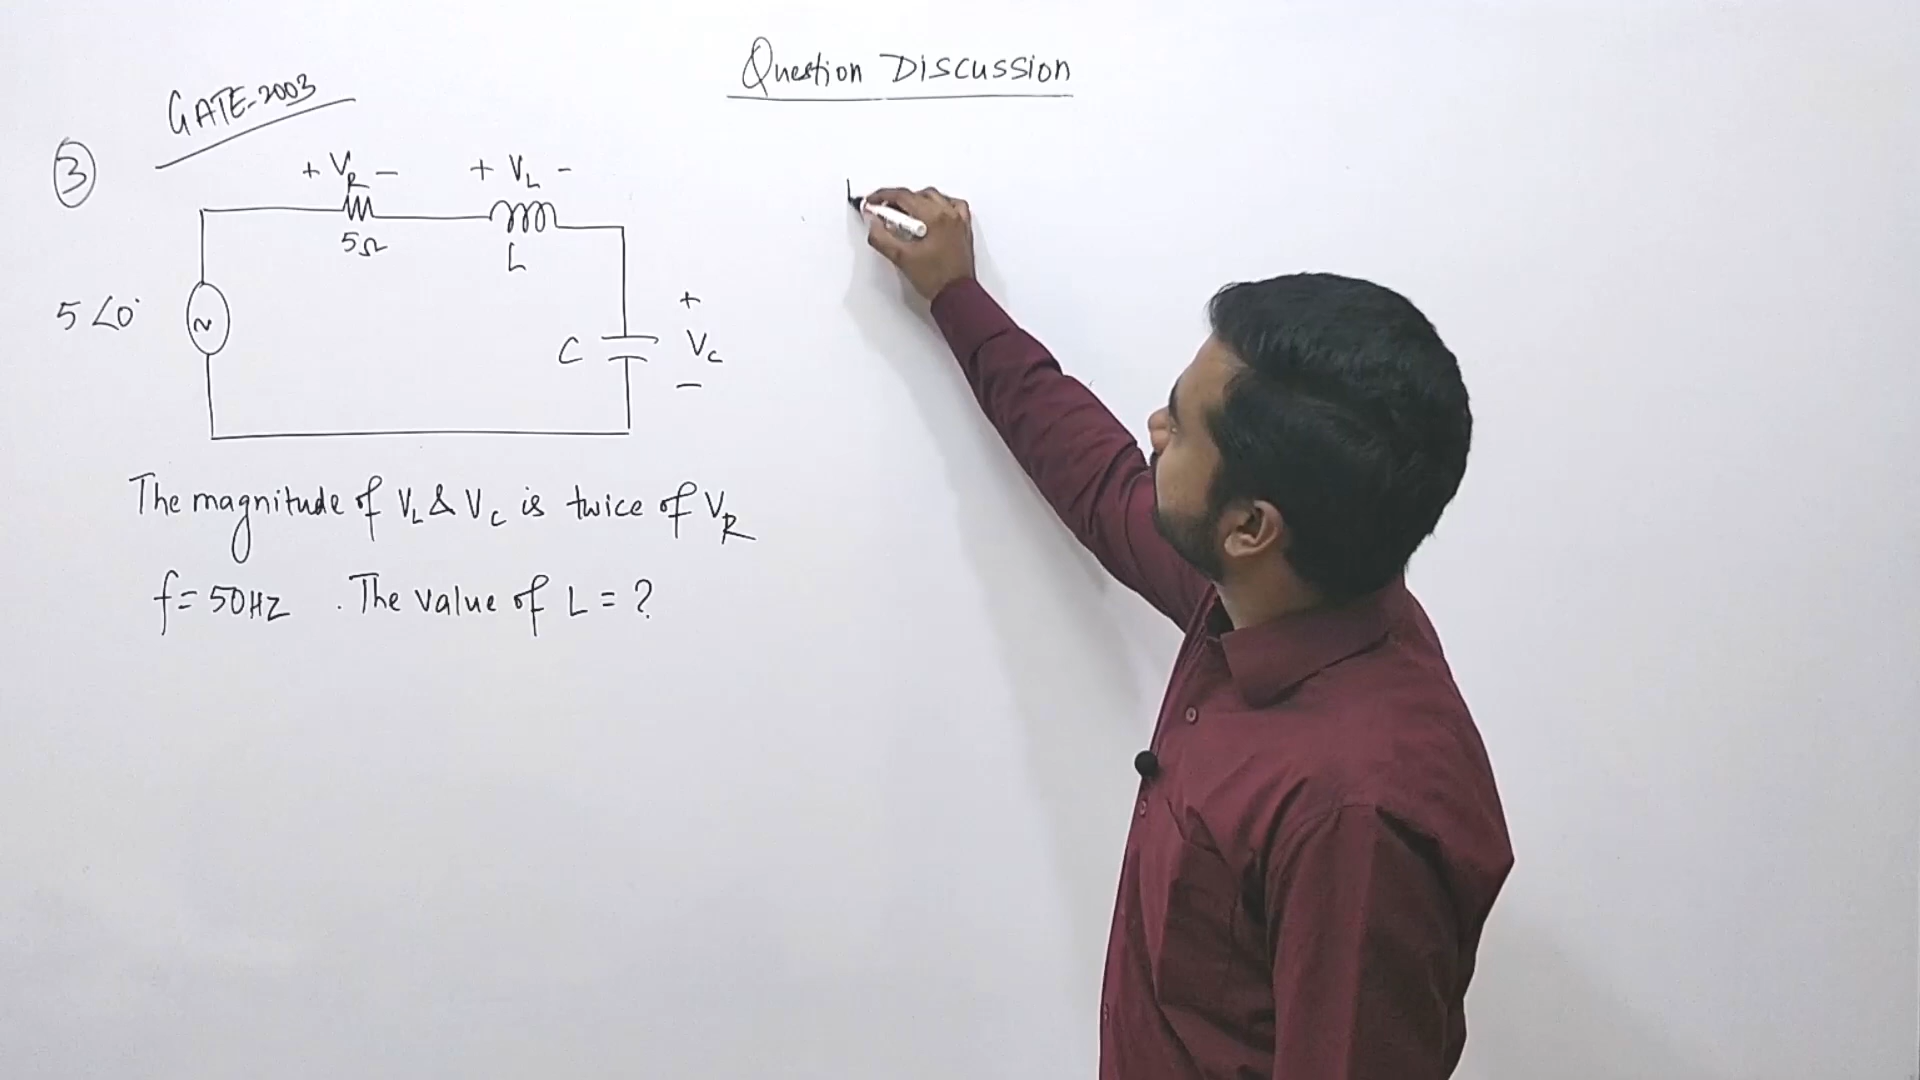 Question Discussion
GATE-2003
3
+ VR -
+ VL -
5Ω
L
5∠0°
~
C
+
Vc
-
The magnitude of VL & Vc is twice of VR
f = 50HZ . The value of L = ?